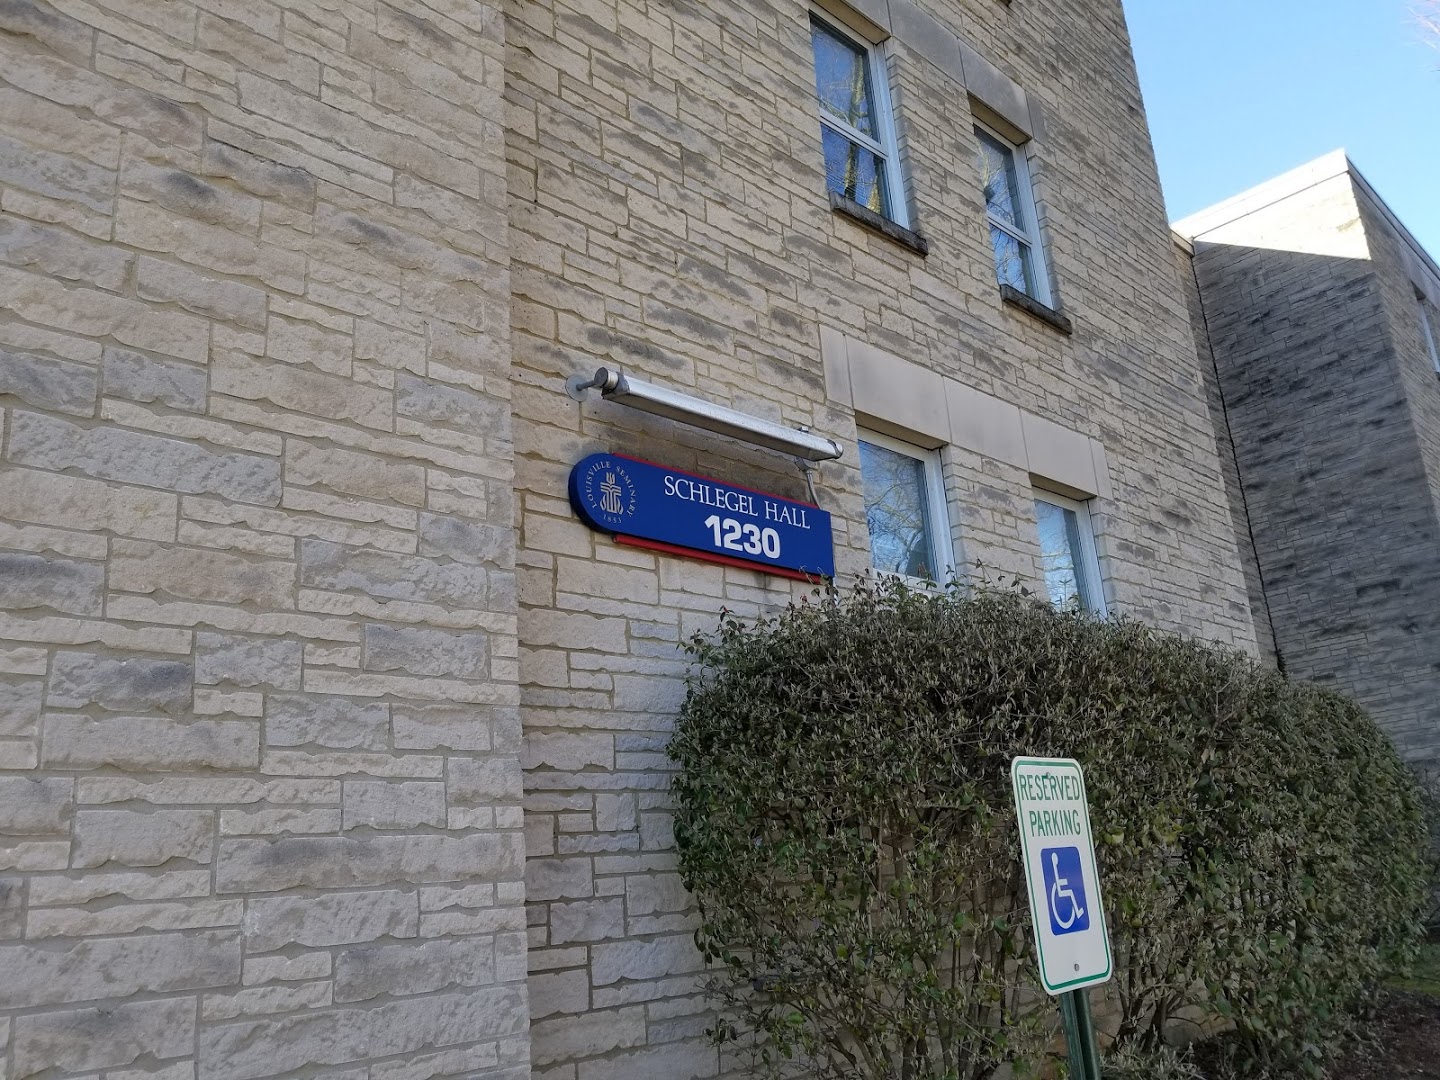 LOUISVILLE SEMINARY
1853
SCHLEGEL HALL
1230
RESERVED
PARKING